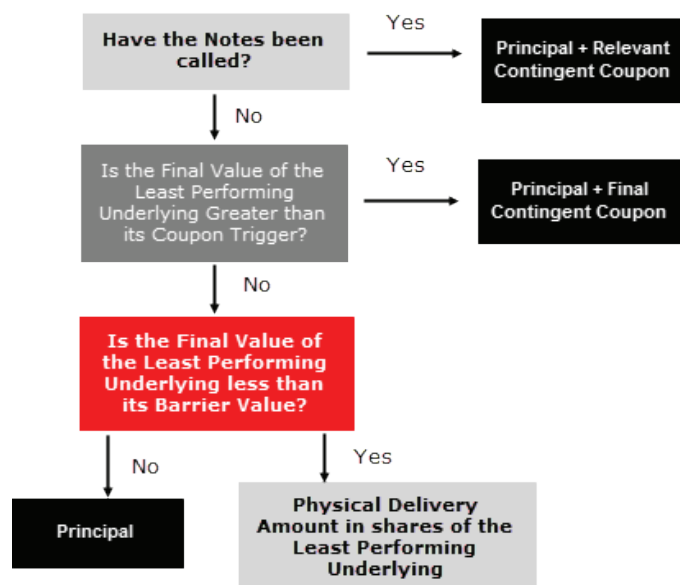 Have the Notes been
called?
Yes
Principal + Relevant
Contingent Coupon
No
Is the Final Value of the
Least Performing
Underlying Greater than
its Coupon Trigger?
Yes
Principal + Final
Contingent Coupon
No
Is the Final Value of
the Least Performing
Underlying less than
its Barrier Value?
No
Yes
Principal
Physical Delivery
Amount in shares of the
Least Performing
Underlying